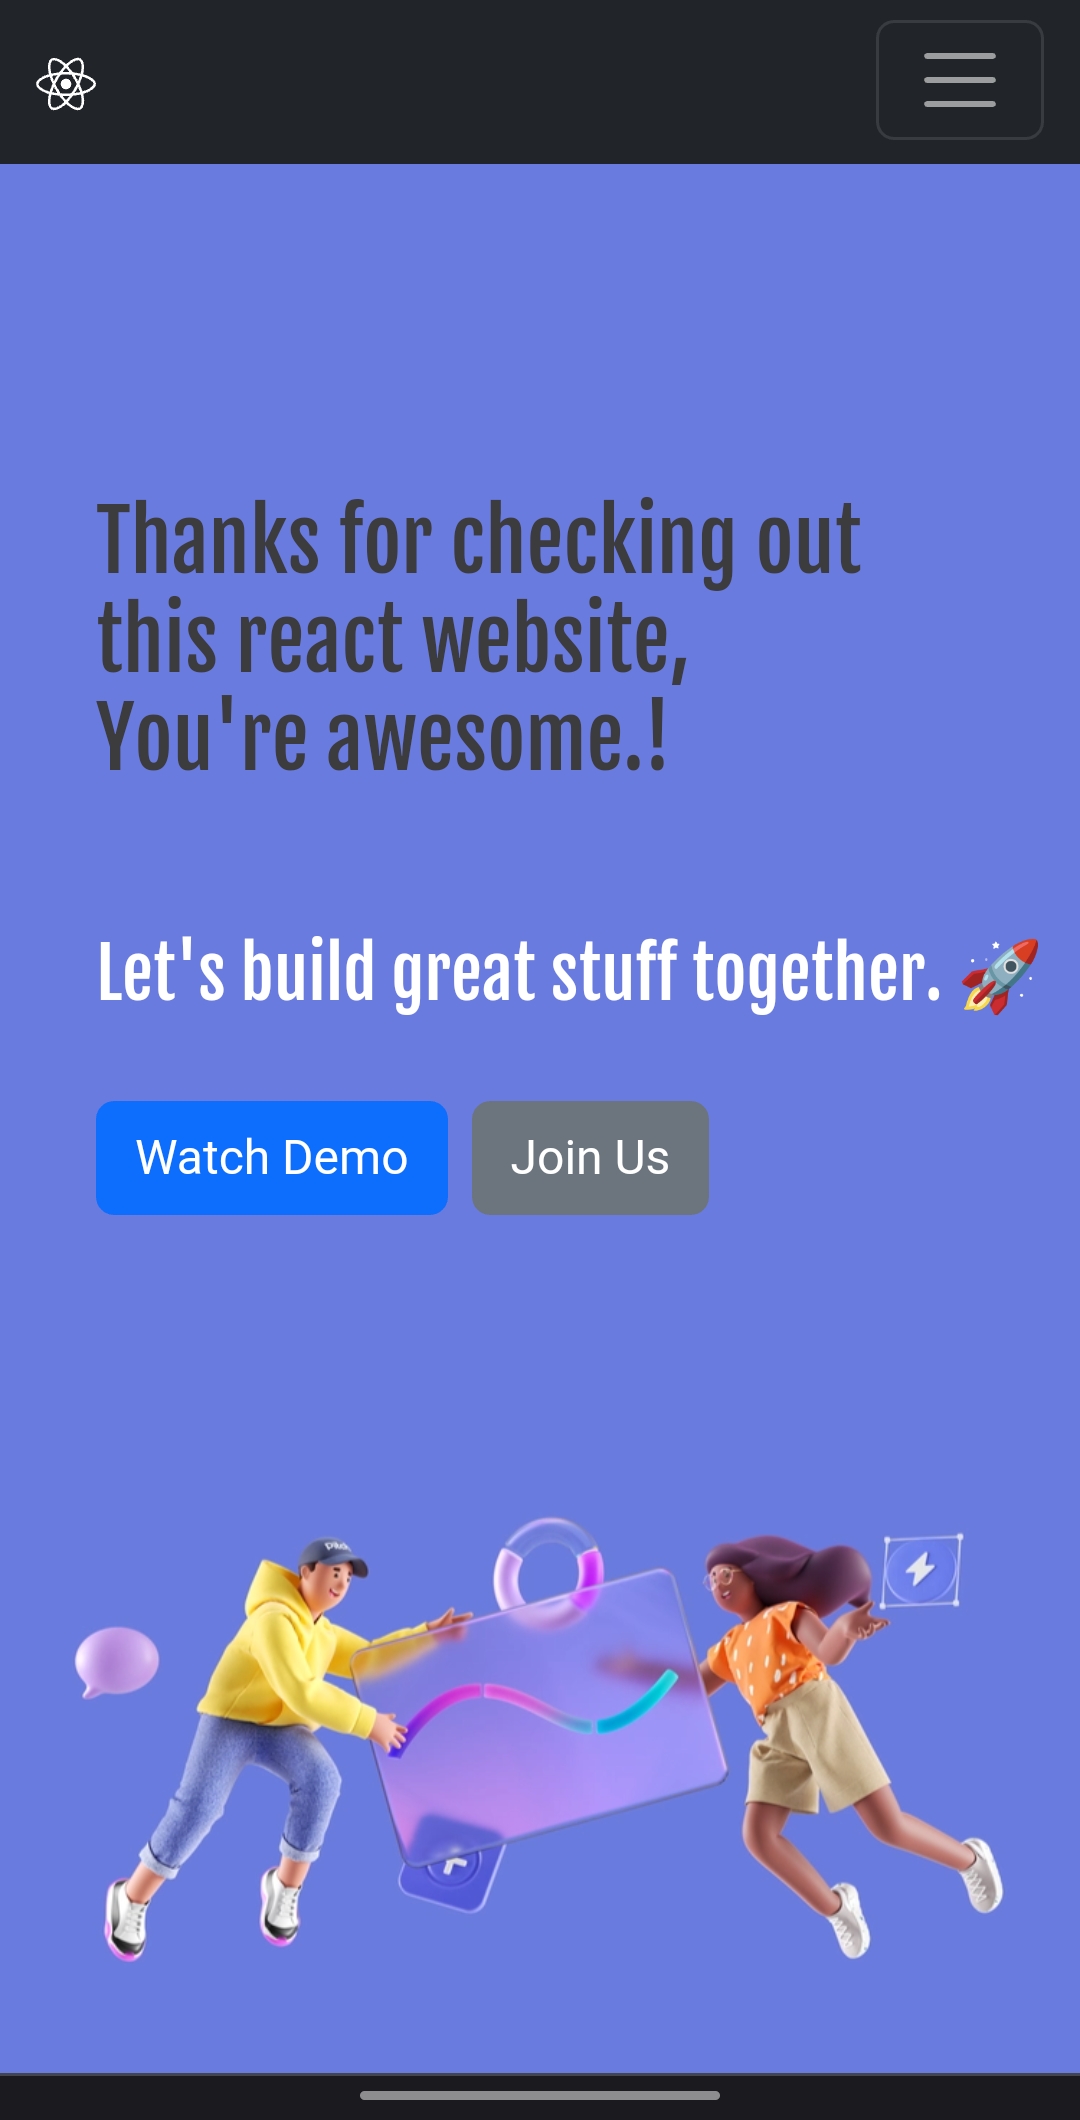 Thanks for checking out
this react website,
You're awesome.!
Let's build great stuff together. 🚀
Watch Demo
Join Us
pitch